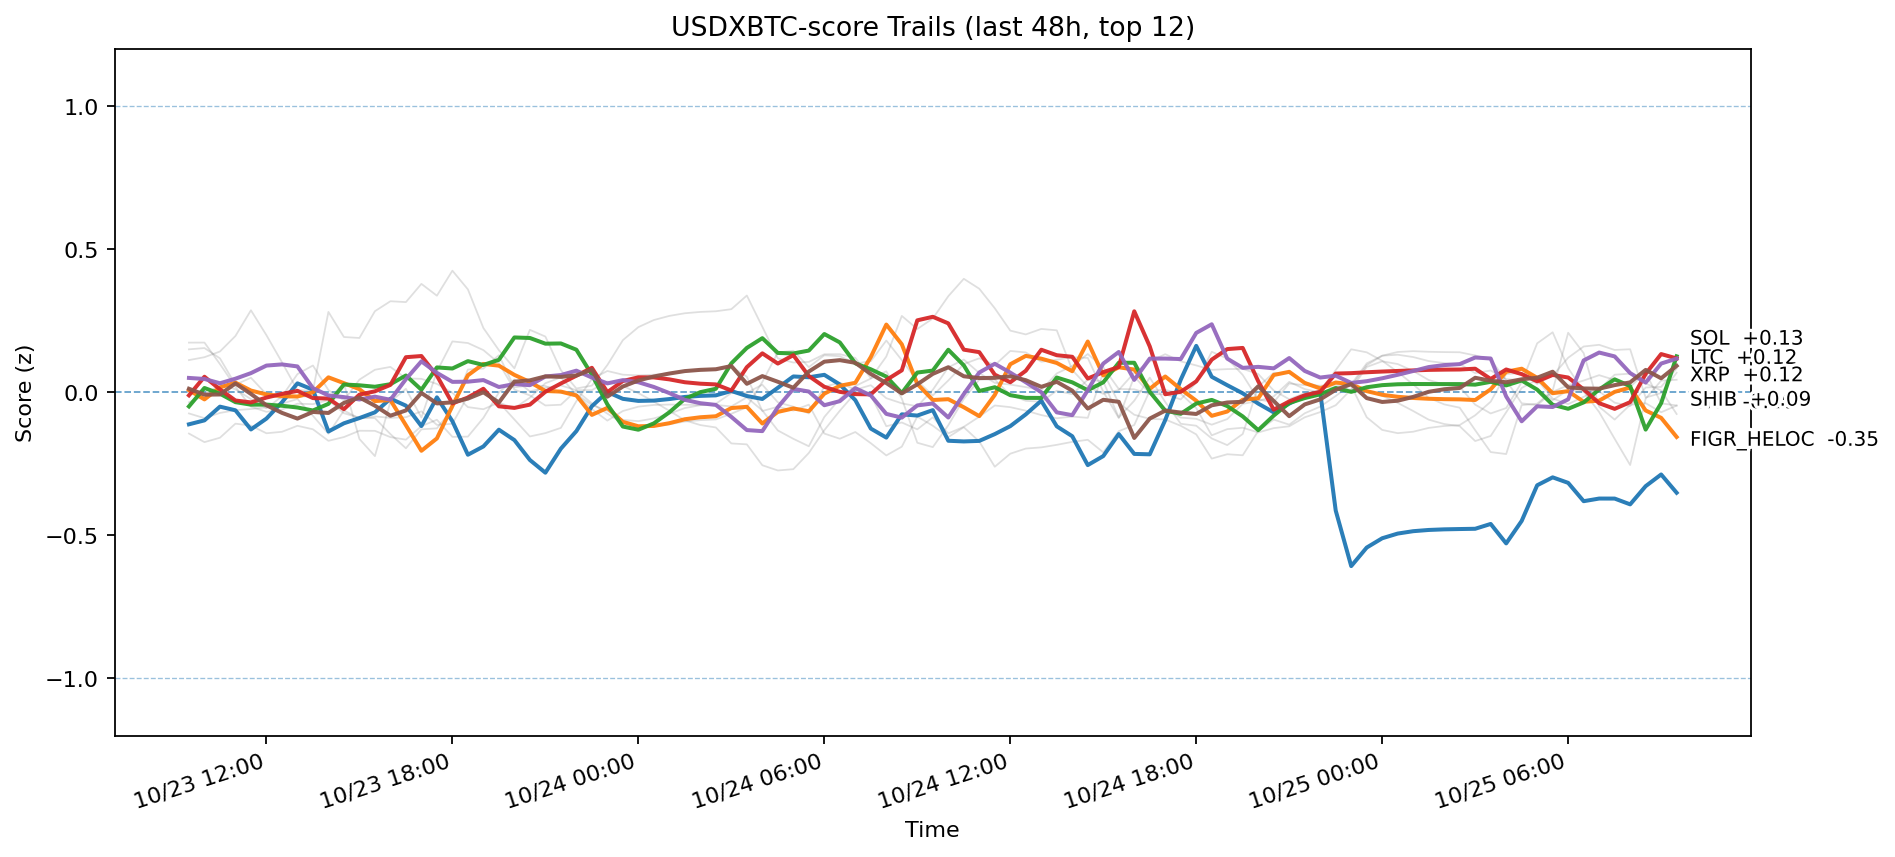 USDXBTC-score Trails (last 48h, top 12)
Score (z)
1.0
0.5
0.0
−0.5
−1.0
SOL +0.13
LTC +0.12
XRP +0.12
SHIB +0.09
FIGR_HELOC -0.35
10/23 12:00
10/23 18:00
10/24 00:00
10/24 06:00
10/24 12:00
10/24 18:00
10/25 00:00
10/25 06:00
Time